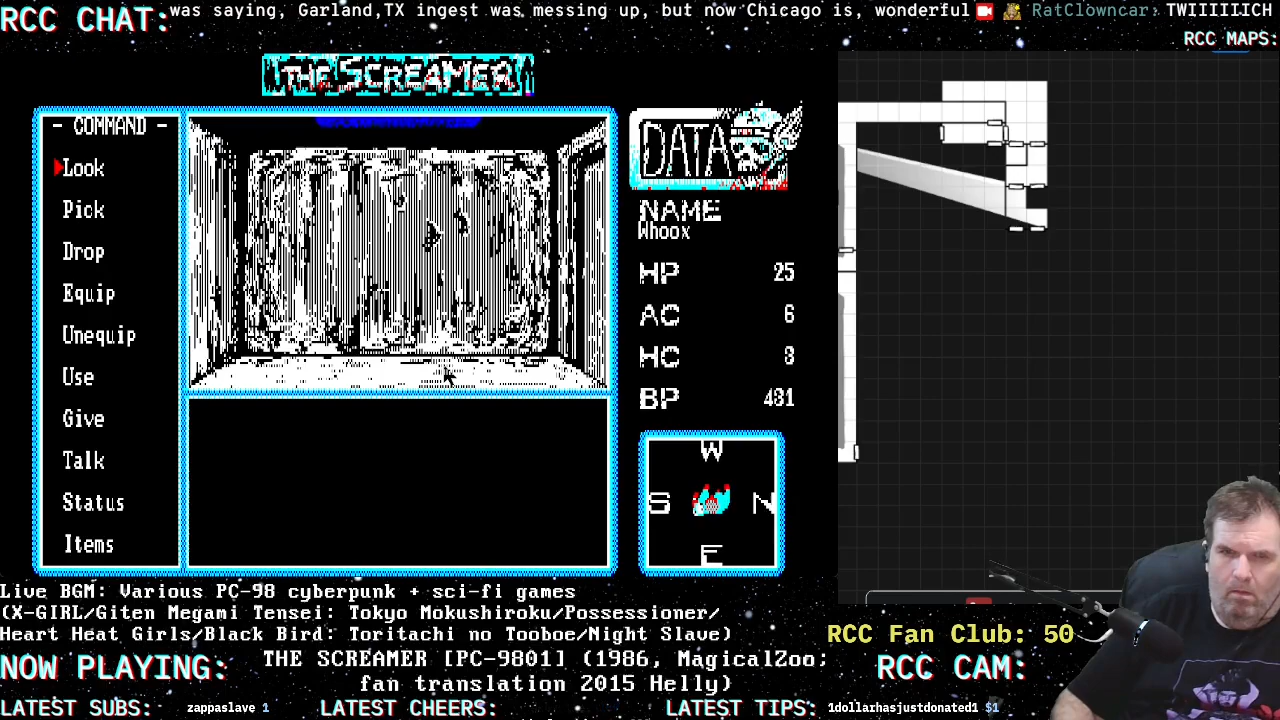 RCC CHAT:
was saying, Garland,TX ingest was messing up, but now Chicago is, wonderful
RatClowncar: TWIIIIICH
RCC MAPS:
THE SCREAMER
- COMMAND -
Look
Pick
Drop
Equip
Unequip
Use
Give
Talk
Status
Items
DATA
NAME
Whoox
HP 25
AC 6
HC 3
BP 431
W
S N
E
Live BGM: Various PC-98 cyberpunk + sci-fi games
(X-GIRL/Giten Megami Tensei: Tokyo Mokushiroku/Possessioner/
Heart Heat Girls/Black Bird: Toritachi no Tooboe/Night Slave)
RCC Fan Club: 50
NOW PLAYING:
THE SCREAMER [PC-9801] (1986, MagicalZoo;
fan translation 2015 Helly)
RCC CAM:
LATEST SUBS: zappaslave 1
LATEST CHEERS:
LATEST TIPS: 1dollarhasjustdonated1 $1